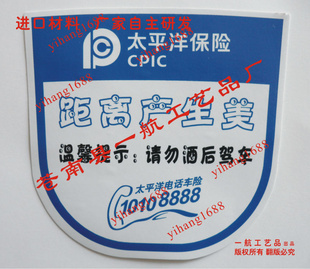 进口材料.厂家自主研发
yihang1688
yihang1688
太平洋保险
CPIC
距离产生美
温馨提示:请勿酒后驾车
苍南县一航工艺品厂
yihang1688
太平洋电话车险
10108888
yihang1688
yihang1688
一航工艺品
版权所有 翻版必究